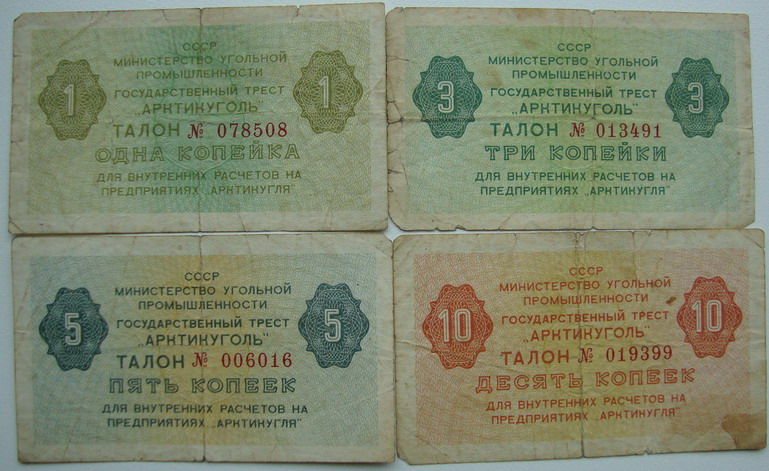 СССР
МИНИСТЕРСТВО УГОЛЬНОЙ
ПРОМЫШЛЕННОСТИ
ГОСУДАРСТВЕННЫЙ ТРЕСТ
1 „АРКТИКУГОЛЬ" 1
ТАЛОН № 078508
ОДНА КОПЕЙКА
ДЛЯ ВНУТРЕННИХ РАСЧЕТОВ НА
ПРЕДПРИЯТИЯХ „АРКТИКУГЛЯ"
СССР
МИНИСТЕРСТВО УГОЛЬНОЙ
ПРОМЫШЛЕННОСТИ
ГОСУДАРСТВЕННЫЙ ТРЕСТ
3 „АРКТИКУГОЛЬ" 3
ТАЛОН № 013491
ТРИ КОПЕЙКИ
ДЛЯ ВНУТРЕННИХ РАСЧЕТОВ НА
ПРЕДПРИЯТИЯХ „АРКТИКУГЛЯ"
СССР
МИНИСТЕРСТВО УГОЛЬНОЙ
ПРОМЫШЛЕННОСТИ
ГОСУДАРСТВЕННЫЙ ТРЕСТ
5 „АРКТИКУГОЛЬ" 5
ТАЛОН № 006016
ПЯТЬ КОПЕЕК
ДЛЯ ВНУТРЕННИХ РАСЧЕТОВ НА
ПРЕДПРИЯТИЯХ „АРКТИКУГЛЯ"
СССР
МИНИСТЕРСТВО УГОЛЬНОЙ
ПРОМЫШЛЕННОСТИ
ГОСУДАРСТВЕННЫЙ ТРЕСТ
10 „АРКТИКУГОЛЬ" 10
ТАЛОН № 019399
ДЕСЯТЬ КОПЕЕК
ДЛЯ ВНУТРЕННИХ РАСЧЕТОВ НА
ПРЕДПРИЯТИЯХ „АРКТИКУГЛЯ"